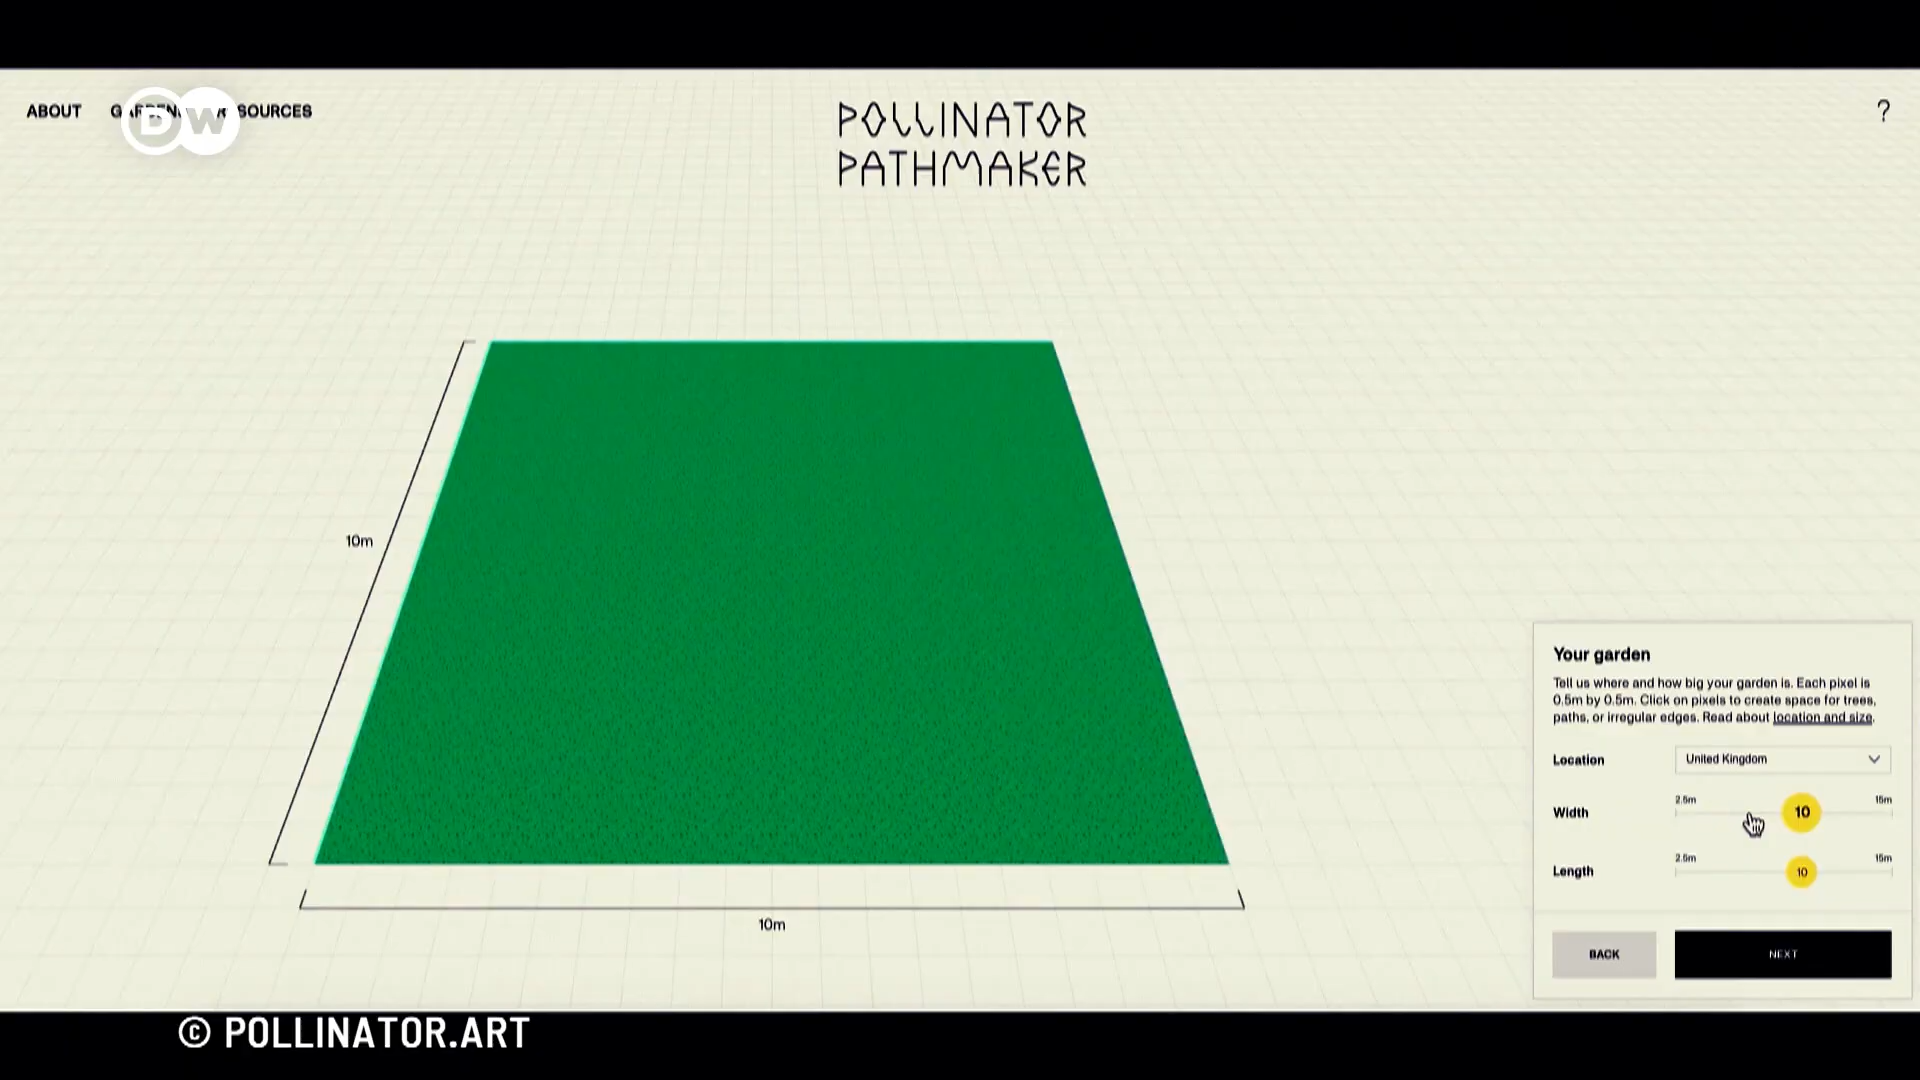 ABOUT
DW
SOURCES
POLLINATOR
PATHMAKER
?
10m
10m
Your garden
Tell us where and how big your garden is. Each pixel is
0.5m by 0.5m. Click on pixels to create space for trees,
paths, or irregular edges. Read about location and size.
Location
United Kingdom
2.5m
15m
Width
10
2.5m
15m
Length
10
BACK
NEXT
© POLLINATOR.ART